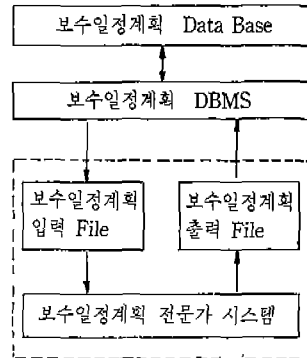 보수일정계획 Data Base
보수일정계획 DBMS
보수일정계획
입력 File
보수일정계획
출력 File
보수일정계획 전문가 시스템